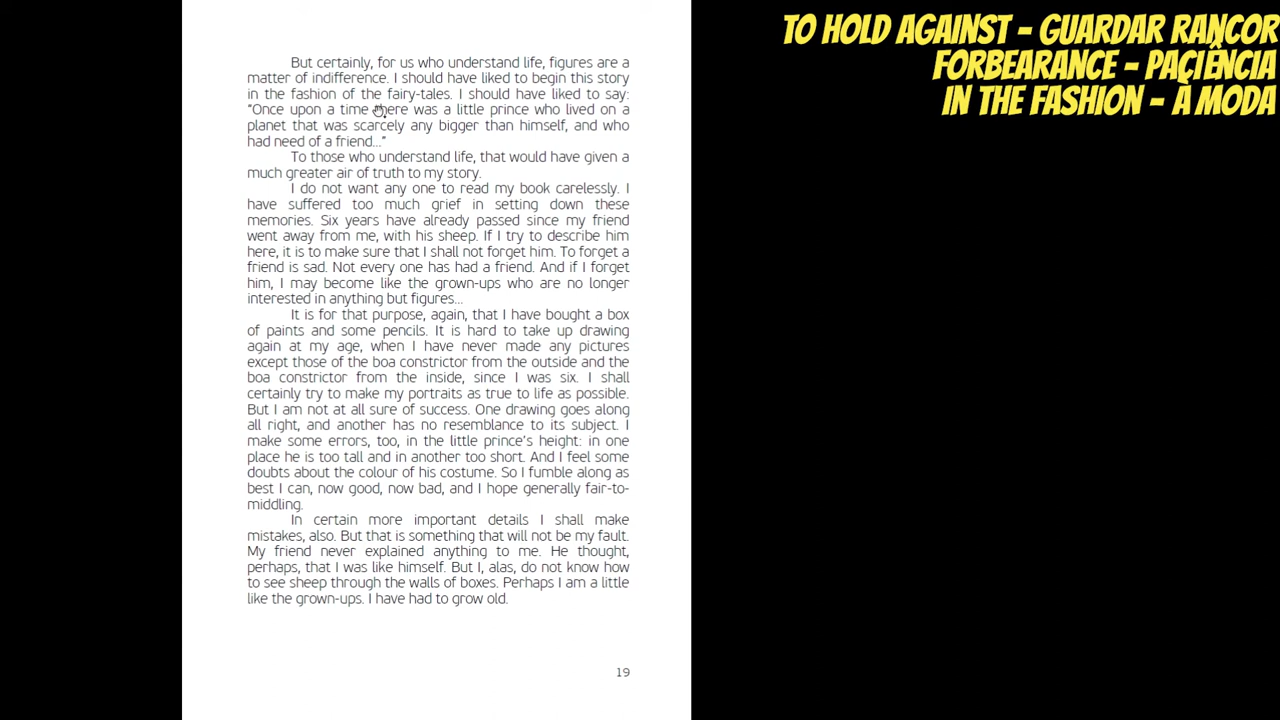 But certainly, for us who understand life, figures are a
matter of indifference. I should have liked to begin this story
in the fashion of the fairy-tales. I should have liked to say:
"Once upon a time there was a little prince who lived on a
planet that was scarcely any bigger than himself, and who
had need of a friend..."
To those who understand life, that would have given a
much greater air of truth to my story.
I do not want any one to read my book carelessly. I
have suffered too much grief in setting down these
memories. Six years have already passed since my friend
went away from me, with his sheep. If I try to describe him
here, it is to make sure that I shall not forget him. To forget a
friend is sad. Not every one has had a friend. And if I forget
him, I may become like the grown-ups who are no longer
interested in anything but figures...
It is for that purpose, again, that I have bought a box
of paints and some pencils. It is hard to take up drawing
again at my age, when I have never made any pictures
except those of the boa constrictor from the outside and the
boa constrictor from the inside, since I was six. I shall
certainly try to make my portraits as true to life as possible.
But I am not at all sure of success. One drawing goes along
all right, and another has no resemblance to its subject. I
make some errors, too, in the little prince's height: in one
place he is too tall and in another too short. And I feel some
doubts about the colour of his costume. So I fumble along as
best I can, now good, now bad, and I hope generally fair-to-
middling.
In certain more important details I shall make
mistakes, also. But that is something that will not be my fault.
My friend never explained anything to me. He thought,
perhaps, that I was like himself. But I, alas, do not know how
to see sheep through the walls of boxes. Perhaps I am a little
like the grown-ups. I have had to grow old.
19
TO HOLD AGAINST - GUARDAR RANCOR
FORBEARANCE - PACIÊNCIA
IN THE FASHION - À MODA